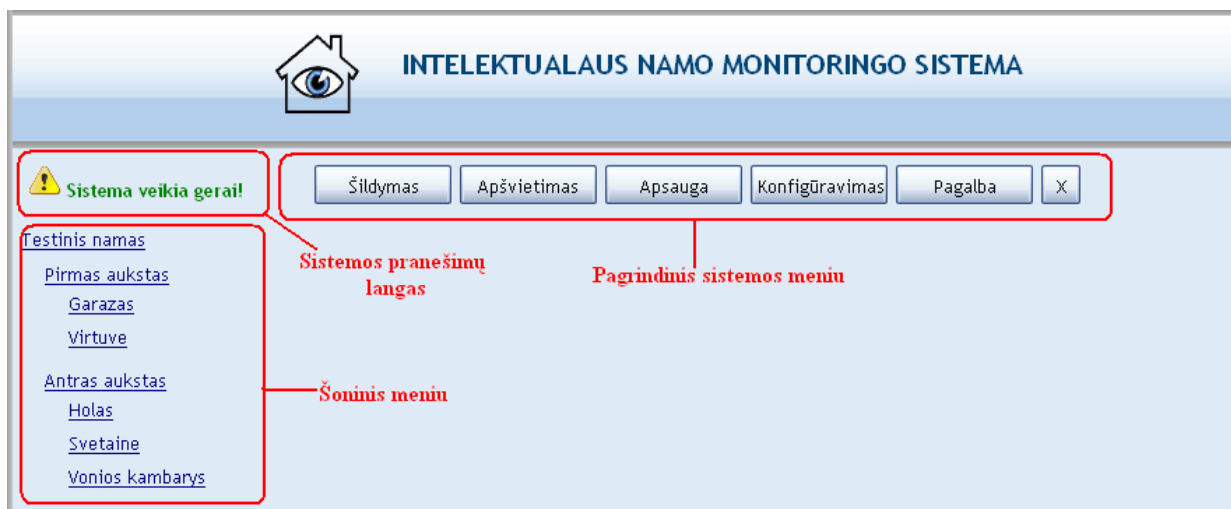 INTELEKTUALAUS NAMO MONITORINGO SISTEMA
Sistema veikia gerai!
Šildymas
Apšvietimas
Apsauga
Konfigūravimas
Pagalba
X
Testinis namas
Pirmas aukstas
Garazas
Virtuve
Antras aukstas
Holas
Svetaine
Vonios kambarys
Sistemos pranešimų
langas
Pagrindinis sistemos meniu
Šoninis meniu